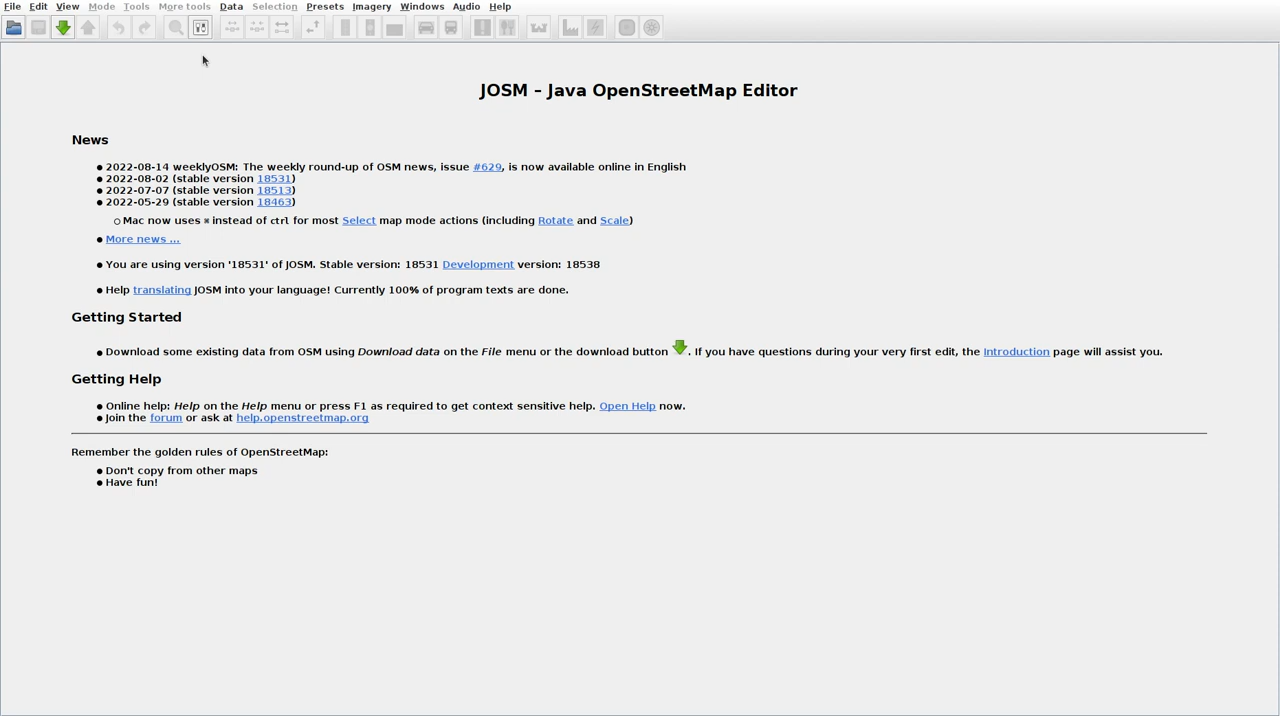 File Edit View Mode Tools More tools Data Selection Presets Imagery Windows Audio Help
JOSM – Java OpenStreetMap Editor
News
2022-08-14 weeklyOSM: The weekly round-up of OSM news, issue #629, is now available online in English
2022-08-02 (stable version 18531)
2022-07-07 (stable version 18513)
2022-05-29 (stable version 18463)
Mac now uses ⌘ instead of ctrl for most Select map mode actions (including Rotate and Scale)
More news ...
You are using version '18531' of JOSM. Stable version: 18531 Development version: 18538
Help translating JOSM into your language! Currently 100% of program texts are done.
Getting Started
Download some existing data from OSM using Download data on the File menu or the download button . If you have questions during your very first edit, the Introduction page will assist you.
Getting Help
Online help: Help on the Help menu or press F1 as required to get context sensitive help. Open Help now.
Join the forum or ask at help.openstreetmap.org
Remember the golden rules of OpenStreetMap:
Don't copy from other maps
Have fun!